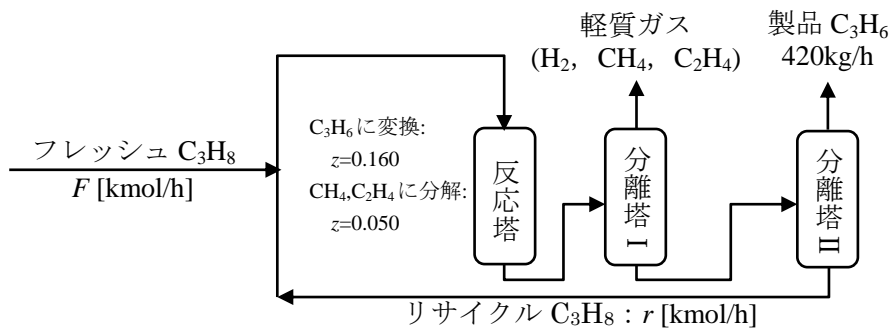 軽質ガス
(H₂, CH₄, C₂H₄)
製品 C₃H₆
420kg/h
フレッシュ C₃H₈
F [kmol/h]
C₃H₆に変換:
z=0.160
CH₄,C₂H₄に分解:
z=0.050
反応塔
分離塔 I
分離塔 II
リサイクル C₃H₈ : r [kmol/h]